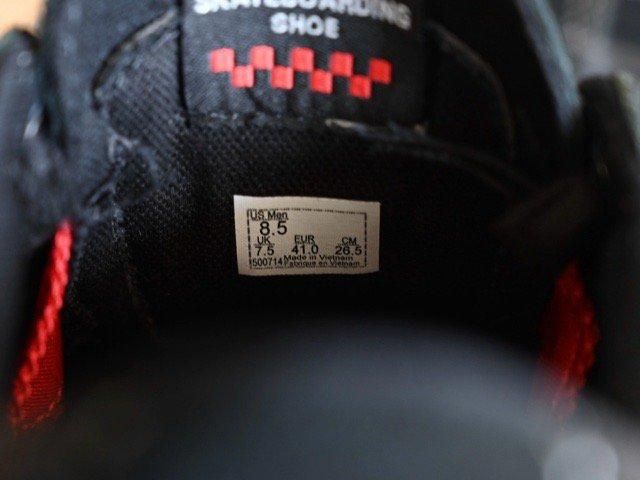 SKATEBOARDING
SHOE
US Men
8.5
UK EUR CM
7.5 41.0 26.5
500714 Made in Vietnam
Fabriqué en Vietnam